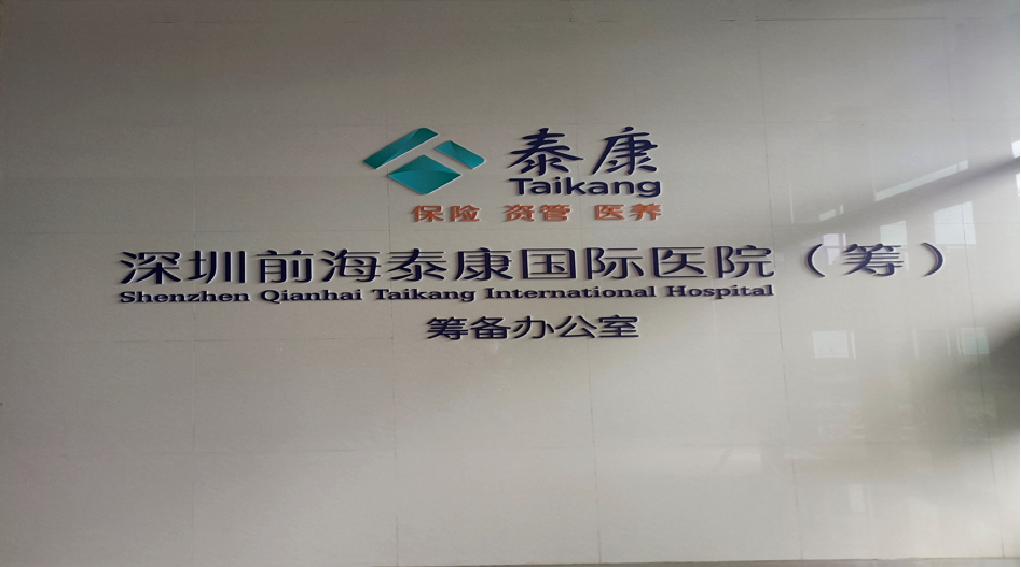 泰康
Taikang
保险 资管 医养
深圳前海泰康国际医院（筹）
Shenzhen Qianhai Taikang International Hospital
筹备办公室